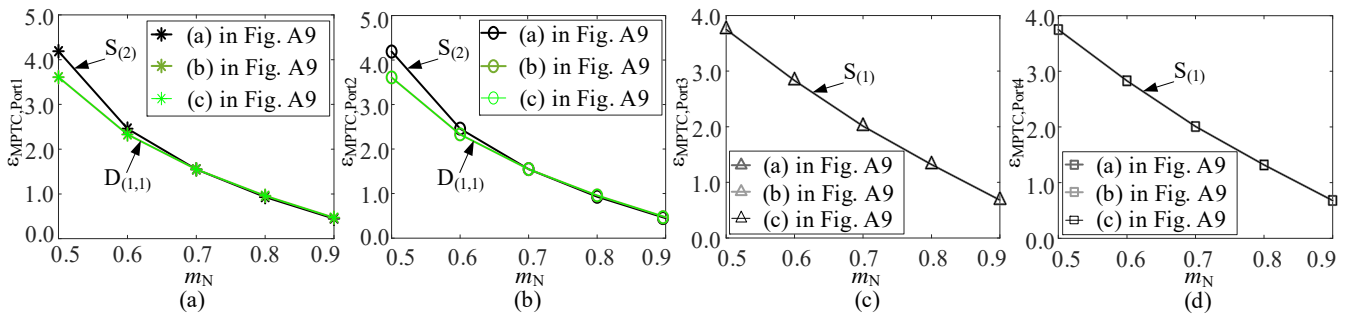 5.0
4.0
3.0
2.0
1.0
0.0
εMPTC,Port1
S(2)
D(1,1)
(a) in Fig. A9
(b) in Fig. A9
(c) in Fig. A9
0.5 0.6 0.7 0.8 0.9
mN
(a)
5.0
4.0
3.0
2.0
1.0
0.0
εMPTC,Port2
S(2)
D(1,1)
(a) in Fig. A9
(b) in Fig. A9
(c) in Fig. A9
0.5 0.6 0.7 0.8 0.9
mN
(b)
4.0
3.0
2.0
1.0
0.0
εMPTC,Port3
S(1)
(a) in Fig. A9
(b) in Fig. A9
(c) in Fig. A9
0.5 0.6 0.7 0.8 0.9
mN
(c)
4.0
3.0
2.0
1.0
0.0
εMPTC,Port4
S(1)
(a) in Fig. A9
(b) in Fig. A9
(c) in Fig. A9
0.5 0.6 0.7 0.8 0.9
mN
(d)